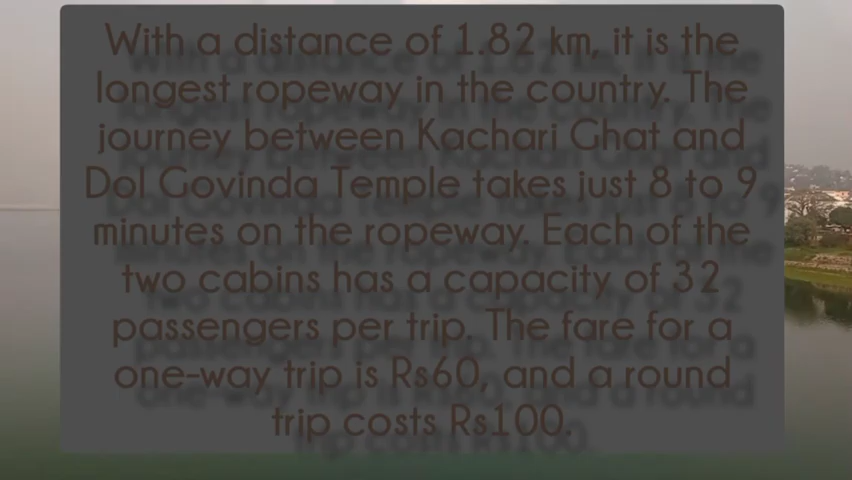 With a distance of 1.82 km, it is the
longest ropeway in the country. The
journey between Kachari Ghat and
Dol Govinda Temple takes just 8 to 9
minutes on the ropeway. Each of the
two cabins has a capacity of 32
passengers per trip. The fare for a
one-way trip is Rs60, and a round
trip costs Rs100.